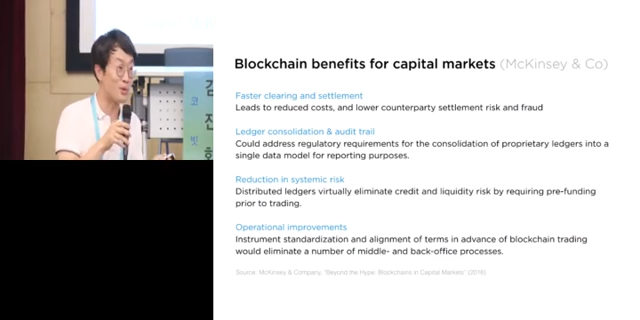 Blockchain benefits for capital markets (McKinsey & Co)
Faster clearing and settlement
Leads to reduced costs, and lower counterparty settlement risk and fraud
Ledger consolidation & audit trail
Could address regulatory requirements for the consolidation of proprietary ledgers into a
single data model for reporting purposes.
Reduction in systemic risk
Distributed ledgers virtually eliminate credit and liquidity risk by requiring pre-funding
prior to trading.
Operational improvements
Instrument standardization and alignment of terms in advance of blockchain trading
would eliminate a number of middle- and back-office processes.
Source: McKinsey & Company, "Beyond the Hype: Blockchains in Capital Markets" (2016)